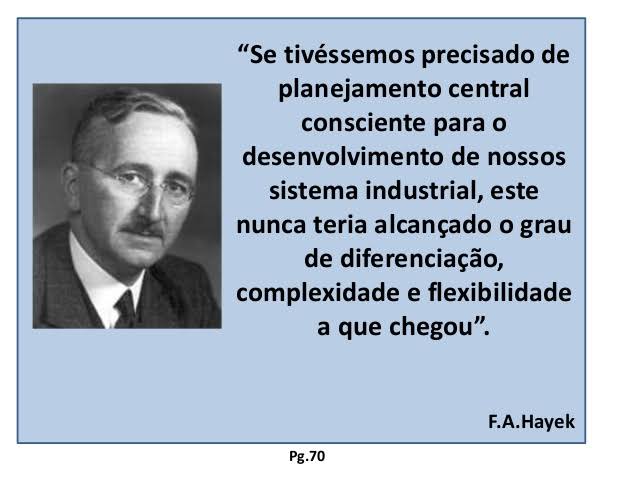 “Se tivéssemos precisado de
planejamento central
consciente para o
desenvolvimento de nossos
sistema industrial, este
nunca teria alcançado o grau
de diferenciação,
complexidade e flexibilidade
a que chegou”.
F.A.Hayek
Pg.70